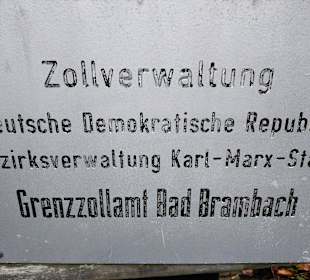 Zollverwaltung
eutsche Demokratische Repub
zirksverwaltung Karl-Marx-Sta
Grenzzollamt Bad Brambach